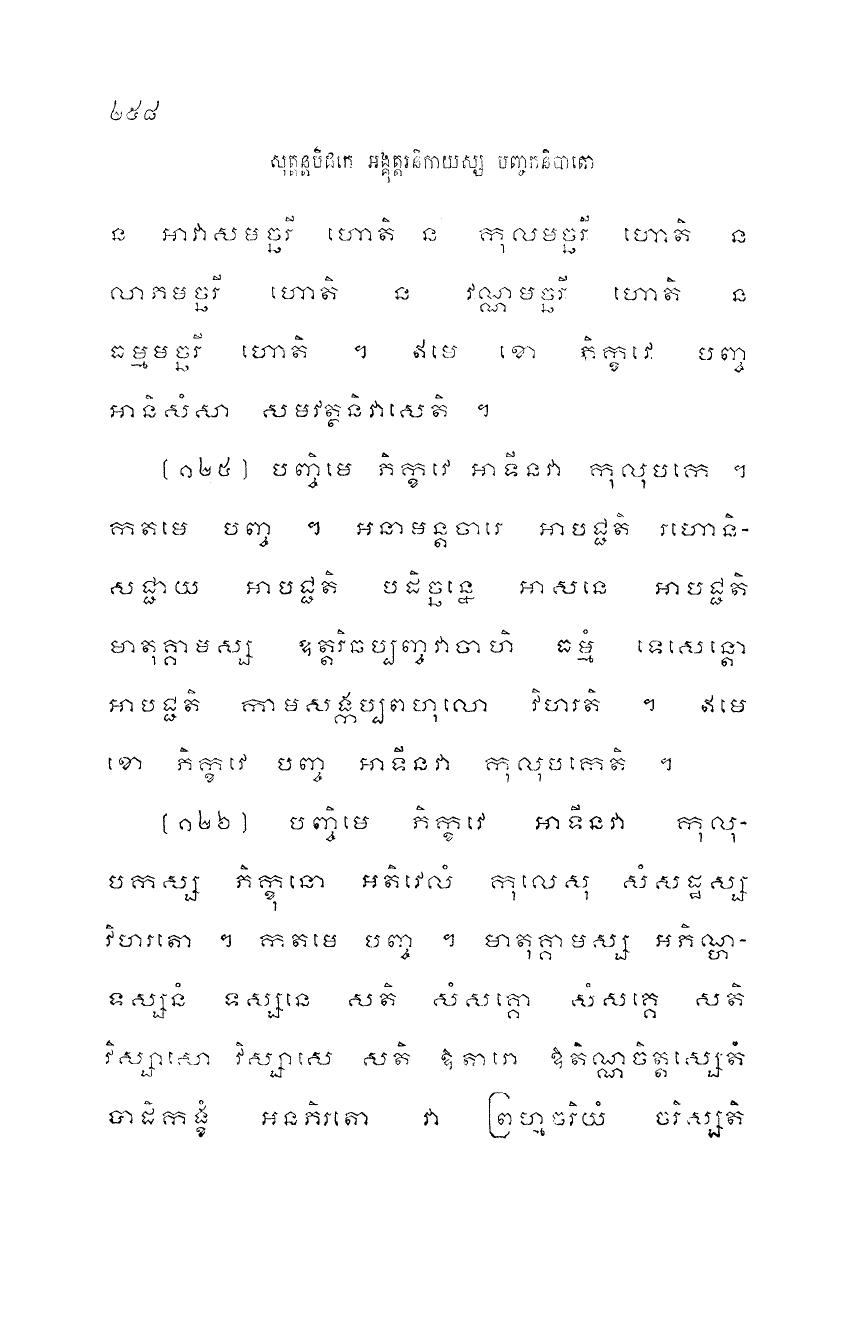 ២៥៨
សុត្តន្តបិដកេ អង្គុត្តរនិកាយស្ស បញ្ចកនិបាតោ
ន អាវាសមច្ឆរី ហោតិ ន កុលមច្ឆរី ហោតិ ន
លាភមច្ឆរី ហោតិ ន វណ្ណមច្ឆរី ហោតិ ន
ធម្មមច្ឆរី ហោតិ ។ ឥមេ ខោ ភិក្ខវេ បញ្ច
អានិសំសា សមវត្តនិវាសេតិ ។
(១២៥) បញ្ចិមេ ភិក្ខវេ អាទីនវា កុលុបកេ ។
កតមេ បញ្ច ។ អនាមន្តចារេ អាបជ្ជតិ រហោនិ-
សជ្ជាយ អាបជ្ជតិ បដិច្ឆន្នេ អាសនេ អាបជ្ជតិ
មាតុគ្គាមស្ស ឧត្តរិធប្បញ្ចវាចាហិ ធម្មំ ទេសេន្តោ
អាបជ្ជតិ កាមសង្កប្បពហុលោ វិហរតិ ។ ឥមេ
ខោ ភិក្ខវេ បញ្ច អាទីនវា កុលុបកេតិ ។
(១២៦) បញ្ចិមេ ភិក្ខវេ អាទីនវា កុលុ-
បកស្ស ភិក្ខុនោ អតិវេលំ កុលេសុ សំសដ្ឋស្ស
វិហរតោ ។ កតមេ បញ្ច ។ មាតុគ្គាមស្ស អភិណ្ហ-
ទស្សនំ ទស្សនេ សតិ សំសគ្គោ សំសគ្គេ សតិ
វិស្សាសោ វិស្សាសេ សតិ ឱតារោ ឱតិណ្ណចិត្តស្សេតំ
បាដិកង្ខំ អនភិរតោ វា ព្រហ្មចរិយំ ចរិស្សតិ